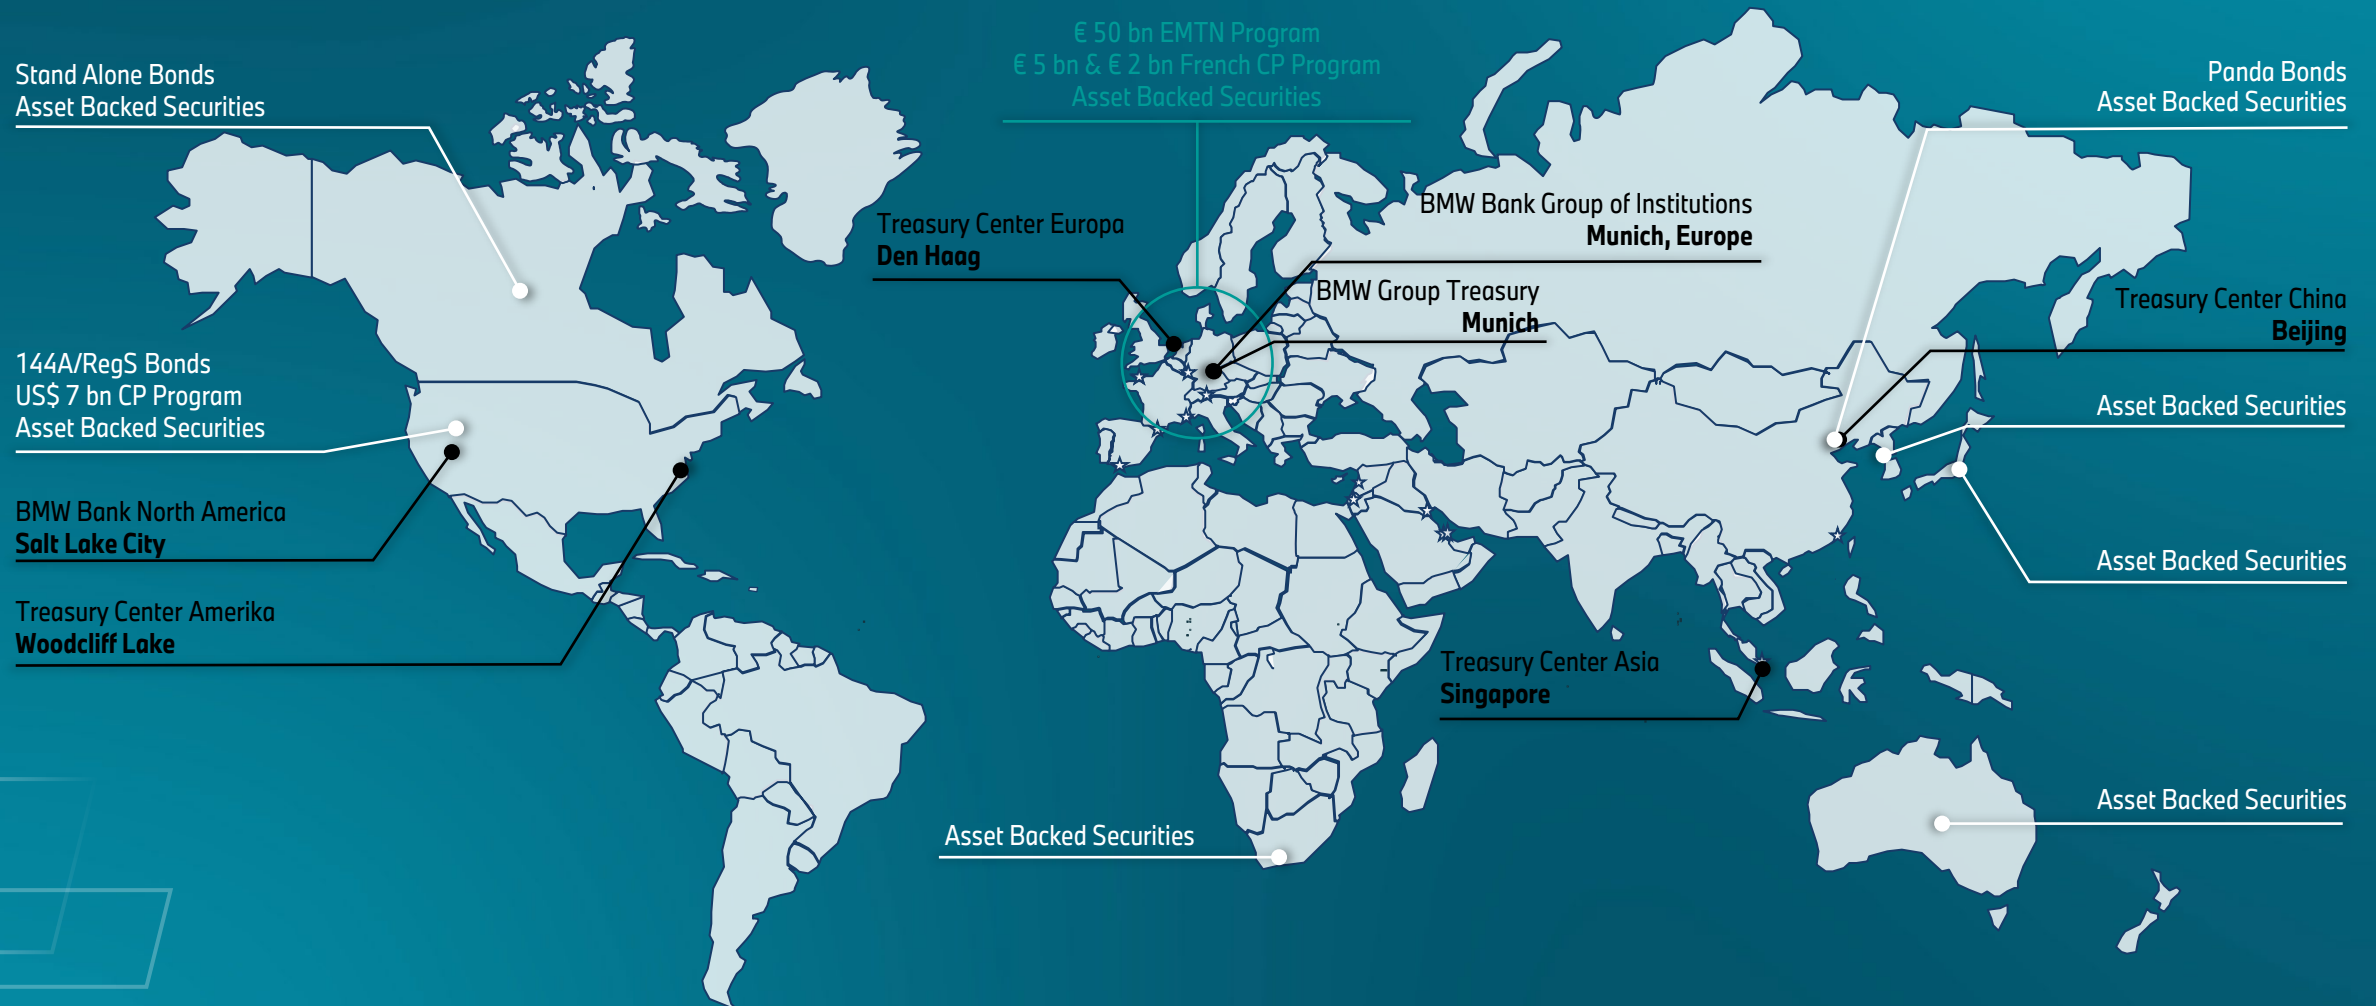 € 50 bn EMTN Program
€ 5 bn & € 2 bn French CP Program
Asset Backed Securities
Stand Alone Bonds
Asset Backed Securities
Panda Bonds
Asset Backed Securities
Treasury Center Europa
Den Haag
BMW Bank Group of Institutions
Munich, Europe
BMW Group Treasury
Munich
Treasury Center China
Beijing
144A/RegS Bonds
US$ 7 bn CP Program
Asset Backed Securities
Asset Backed Securities
BMW Bank North America
Salt Lake City
Asset Backed Securities
Treasury Center Amerika
Woodcliff Lake
Treasury Center Asia
Singapore
Asset Backed Securities
Asset Backed Securities